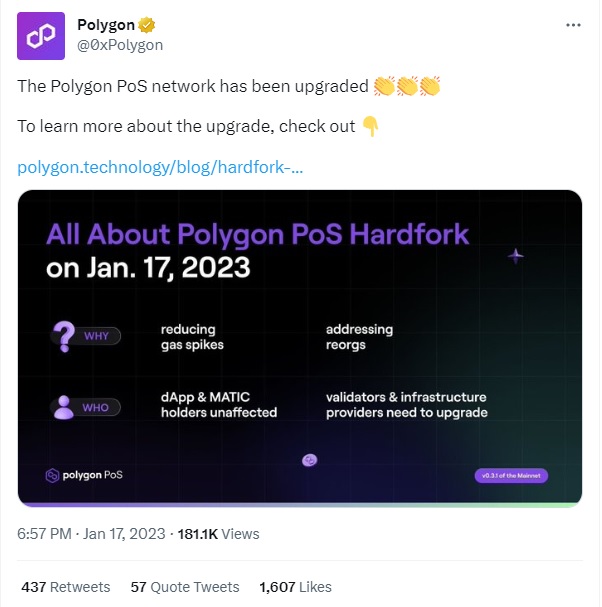 Polygon
@0xPolygon
The Polygon PoS network has been upgraded 👏👏👏
To learn more about the upgrade, check out 👇
polygon.technology/blog/hardfork-...
All About Polygon PoS Hardfork
on Jan. 17, 2023
? WHY
reducing
gas spikes
addressing
reorgs
WHO
dApp & MATIC
holders unaffected
validators & infrastructure
providers need to upgrade
polygon PoS
v0.3.1 of the Mainnet
6:57 PM · Jan 17, 2023 · 181.1K Views
437 Retweets 57 Quote Tweets 1,607 Likes